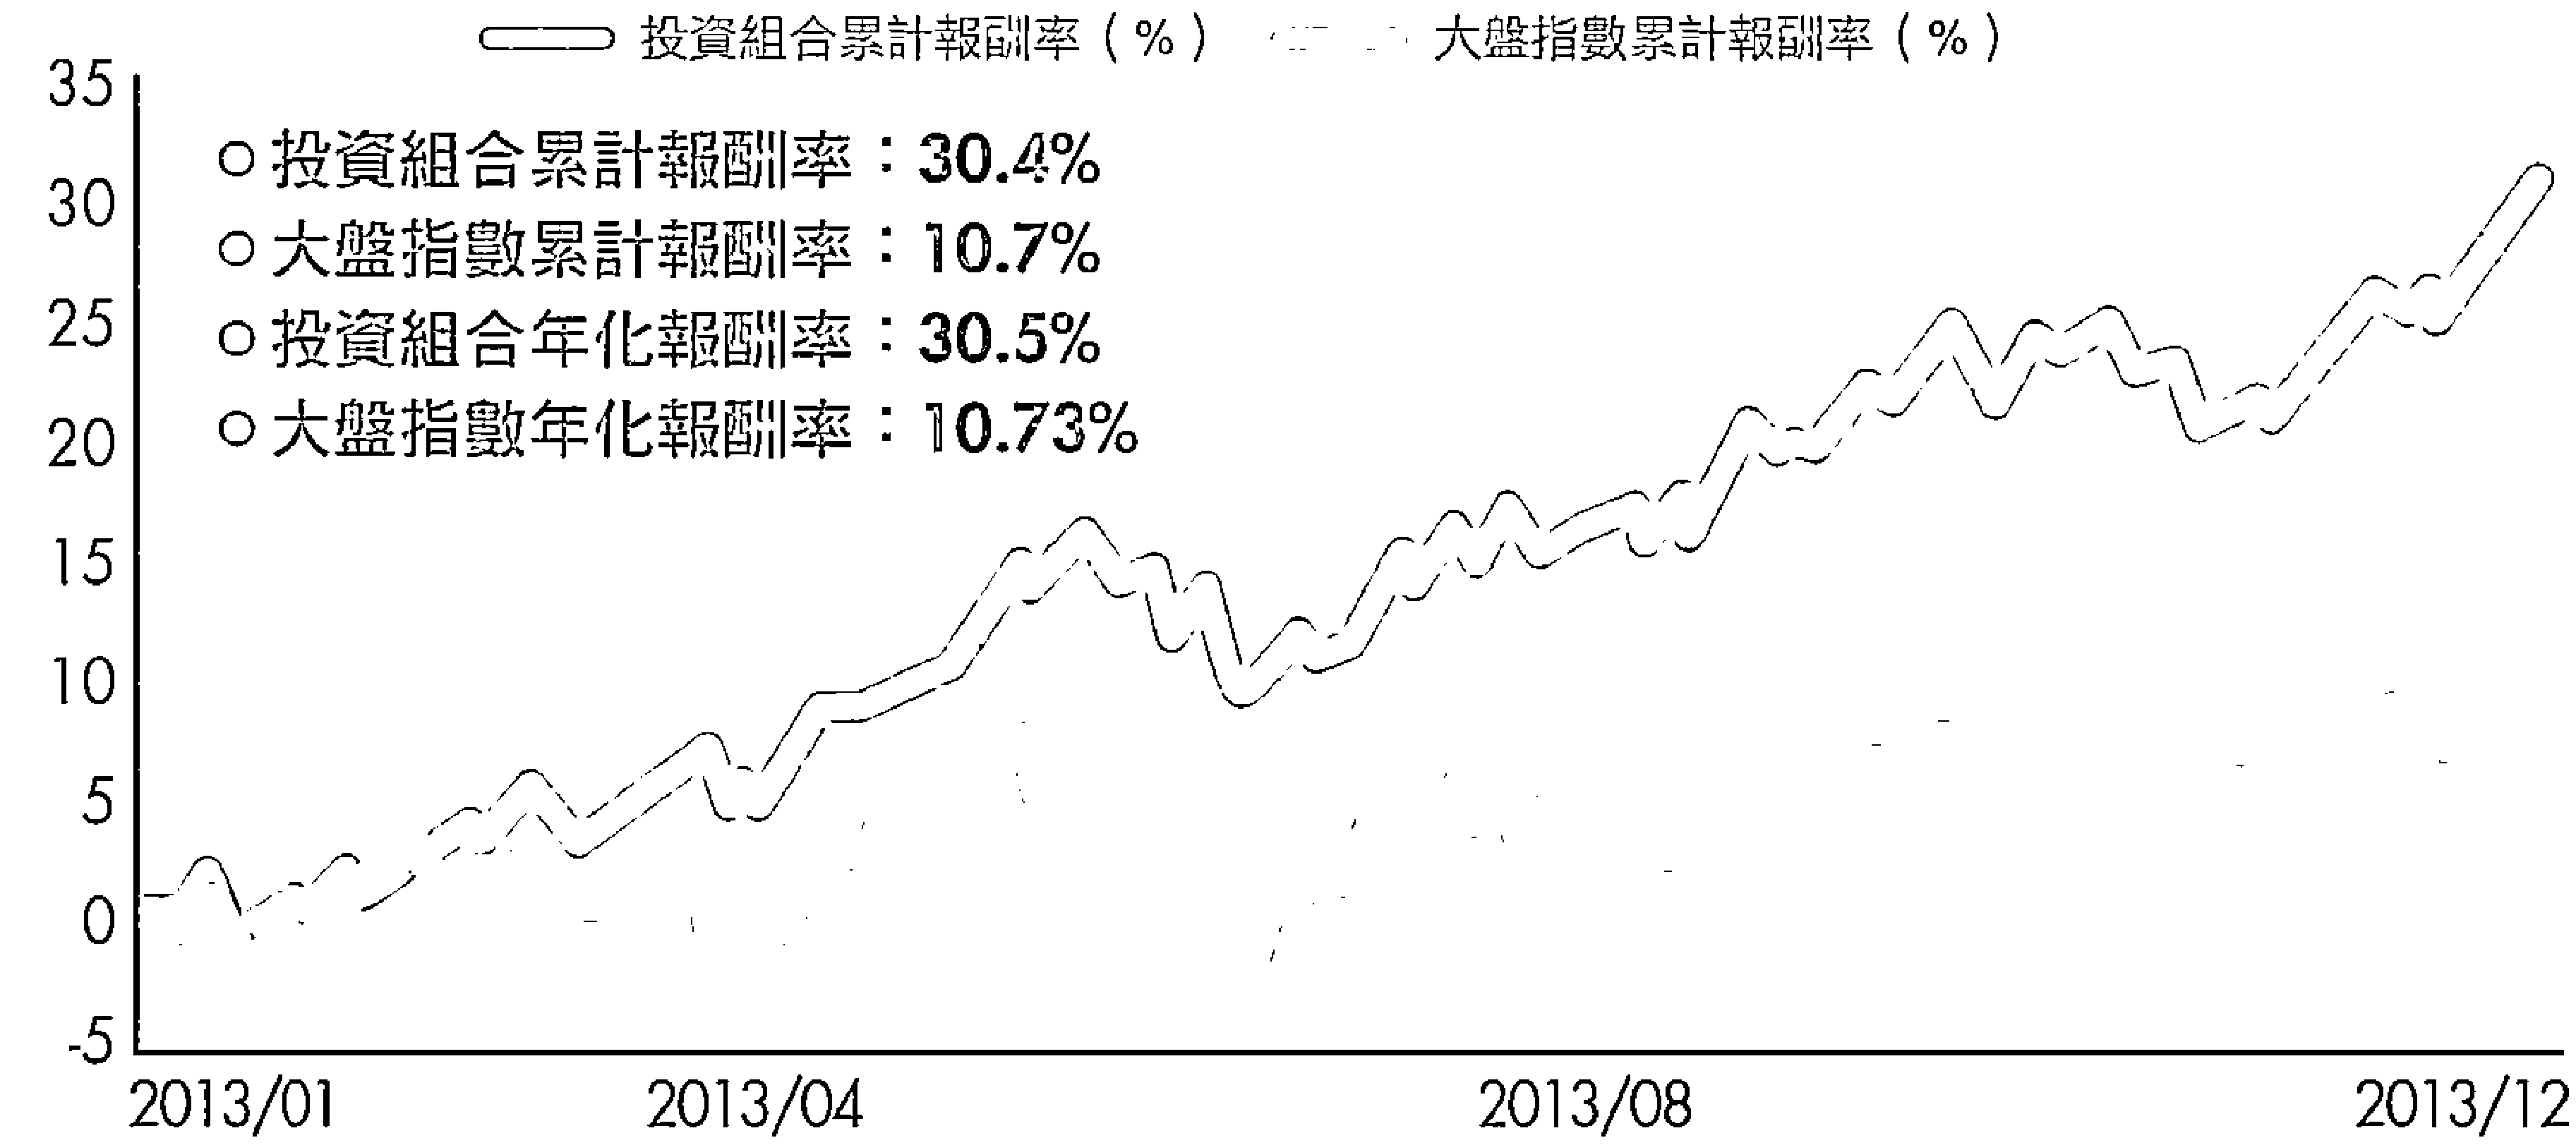 投資組合累計報酬率（%） 大盤指數累計報酬率（%）
35
30
25
20
15
10
5
0
-5
○投資組合累計報酬率：30.4%
○大盤指數累計報酬率：10.7%
○投資組合年化報酬率：30.5%
○大盤指數年化報酬率：10.73%
2013/01 2013/04 2013/08 2013/12